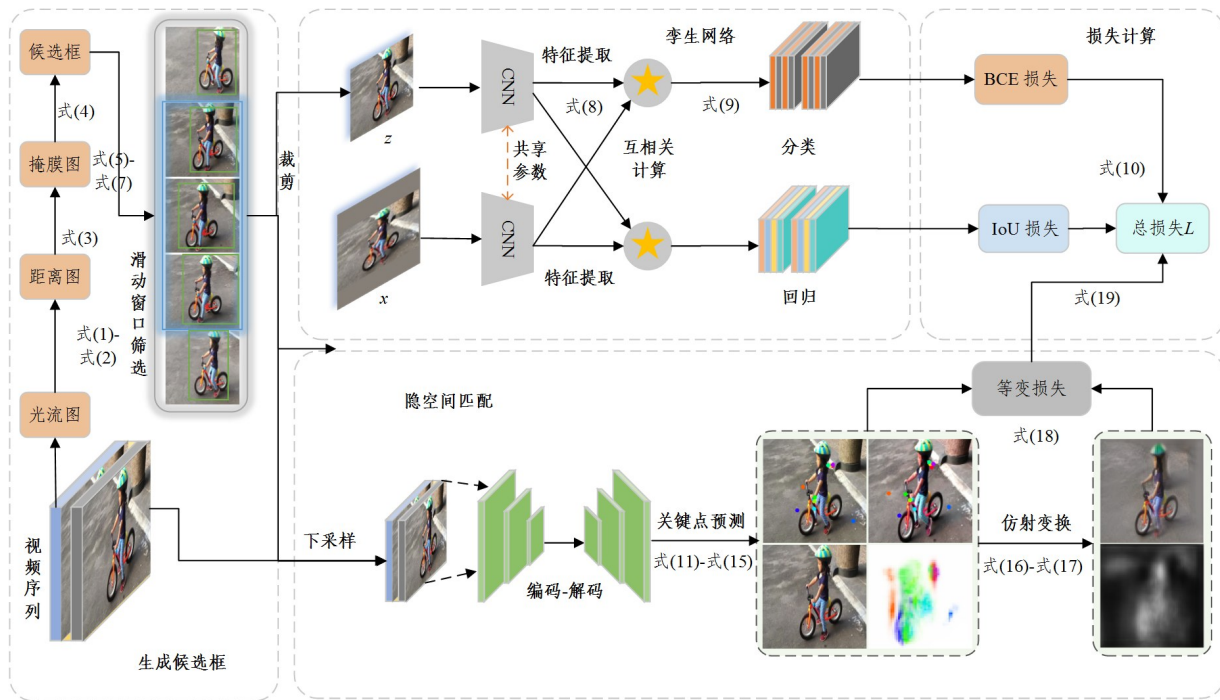 候选框
式(4)
掩膜图
式(3)
距离图
式(1)-
式(2)
光流图
视频序列
生成候选框
式(5)-
式(7)
滑动窗口筛选
裁剪
z
x
CNN
CNN
共享
参数
特征提取
式(8)
特征提取
孪生网络
互相关
计算
式(9)
分类
回归
损失计算
BCE 损失
IoU 损失
式(10)
总损失L
式(19)
隐空间匹配
下采样
编码-解码
关键点预测
式(11)-式(15)
仿射变换
式(16)-式(17)
等变损失
式(18)